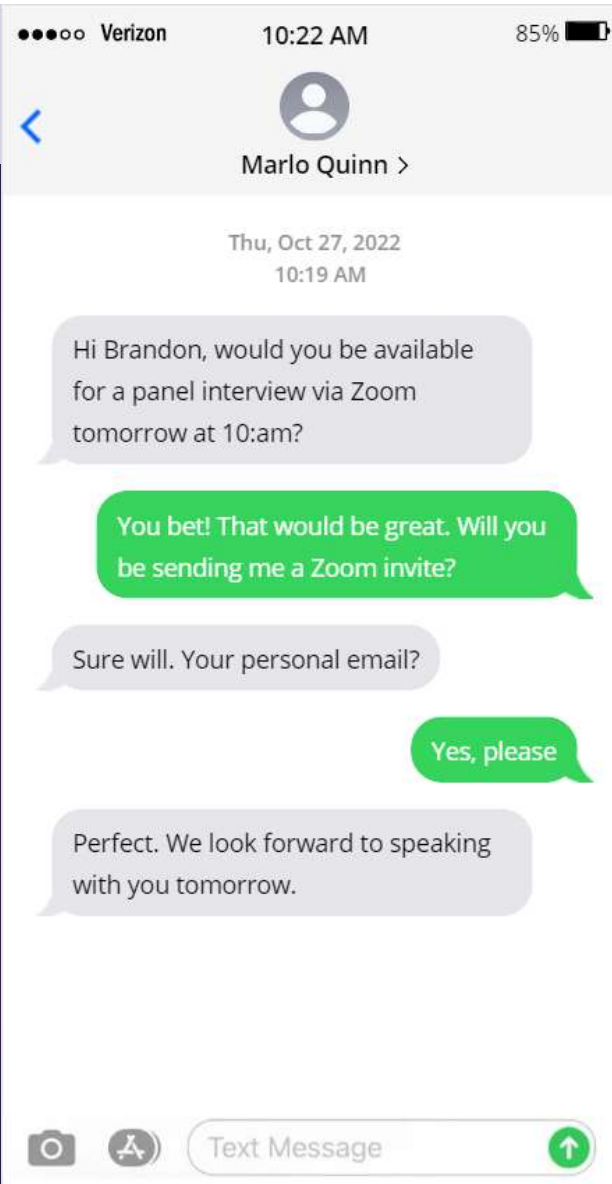 Verizon 10:22 AM 85%
Marlo Quinn >
Thu, Oct 27, 2022
10:19 AM
Hi Brandon, would you be available
for a panel interview via Zoom
tomorrow at 10:am?
You bet! That would be great. Will you
be sending me a Zoom invite?
Sure will. Your personal email?
Yes, please
Perfect. We look forward to speaking
with you tomorrow.
Text Message